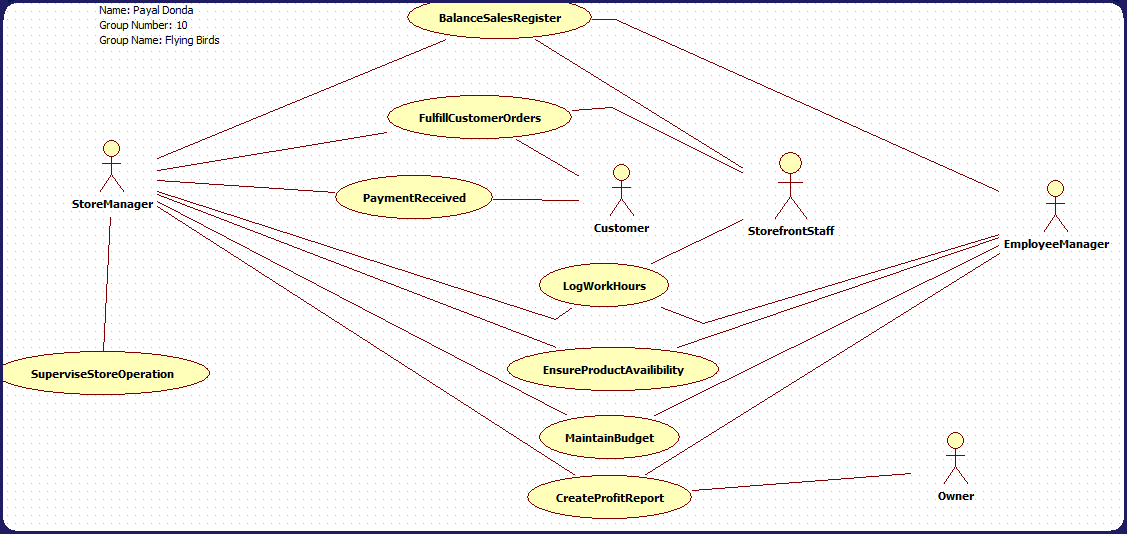 Name: Payal Donda
Group Number: 10
Group Name: Flying Birds
BalanceSalesRegister
FulfillCustomerOrders
PaymentReceived
StoreManager
Customer
StorefrontStaff
EmployeeManager
LogWorkHours
EnsureProductAvailibility
SuperviseStoreOperation
MaintainBudget
CreateProfitReport
Owner